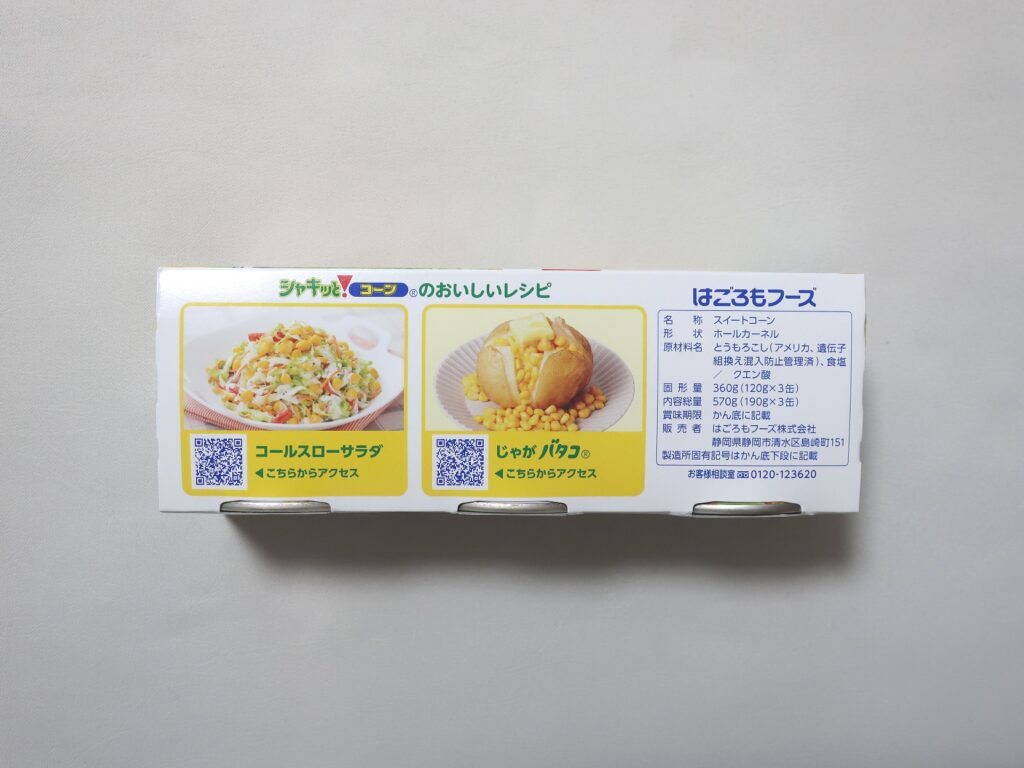 シャキッと!コーン®のおいしいレシピ
コールスローサラダ
◀こちらからアクセス
じゃがバタコ®
◀こちらからアクセス
はごろもフーズ
名 称 スイートコーン
形 状 ホールカーネル
原材料名 とうもろこし(アメリカ、遺伝子
組換え混入防止管理済)、食塩
/ クエン酸
固形量 360g(120g×3缶)
内容総量 570g(190g×3缶)
賞味期限 かん底に記載
販売者 はごろもフーズ株式会社
静岡県静岡市清水区島崎町151
製造所固有記号はかん底下段に記載
お客様相談室 0120-123620